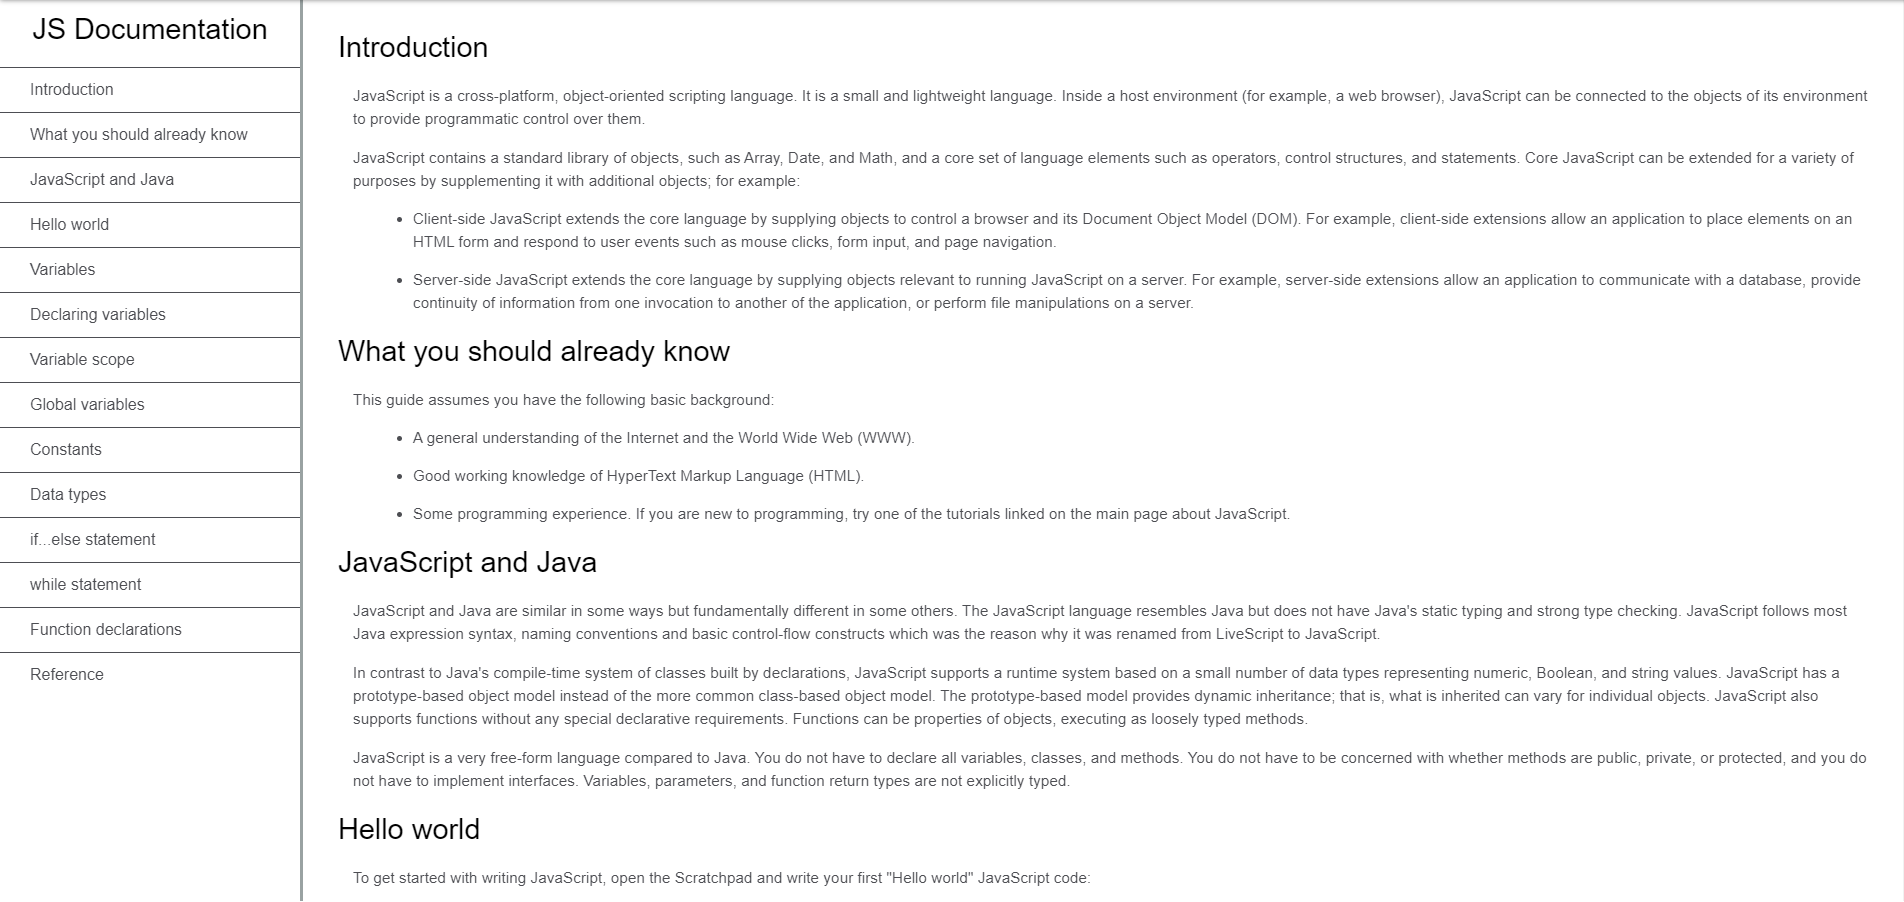 JS Documentation
Introduction
What you should already know
JavaScript and Java
Hello world
Variables
Declaring variables
Variable scope
Global variables
Constants
Data types
if...else statement
while statement
Function declarations
Reference
Introduction
JavaScript is a cross-platform, object-oriented scripting language. It is a small and lightweight language. Inside a host environment (for example, a web browser), JavaScript can be connected to the objects of its environment
to provide programmatic control over them.
JavaScript contains a standard library of objects, such as Array, Date, and Math, and a core set of language elements such as operators, control structures, and statements. Core JavaScript can be extended for a variety of
purposes by supplementing it with additional objects; for example:
• Client-side JavaScript extends the core language by supplying objects to control a browser and its Document Object Model (DOM). For example, client-side extensions allow an application to place elements on an
HTML form and respond to user events such as mouse clicks, form input, and page navigation.
• Server-side JavaScript extends the core language by supplying objects relevant to running JavaScript on a server. For example, server-side extensions allow an application to communicate with a database, provide
continuity of information from one invocation to another of the application, or perform file manipulations on a server.
What you should already know
This guide assumes you have the following basic background:
• A general understanding of the Internet and the World Wide Web (WWW).
• Good working knowledge of HyperText Markup Language (HTML).
• Some programming experience. If you are new to programming, try one of the tutorials linked on the main page about JavaScript.
JavaScript and Java
JavaScript and Java are similar in some ways but fundamentally different in some others. The JavaScript language resembles Java but does not have Java's static typing and strong type checking. JavaScript follows most
Java expression syntax, naming conventions and basic control-flow constructs which was the reason why it was renamed from LiveScript to JavaScript.
In contrast to Java's compile-time system of classes built by declarations, JavaScript supports a runtime system based on a small number of data types representing numeric, Boolean, and string values. JavaScript has a
prototype-based object model instead of the more common class-based object model. The prototype-based model provides dynamic inheritance; that is, what is inherited can vary for individual objects. JavaScript also
supports functions without any special declarative requirements. Functions can be properties of objects, executing as loosely typed methods.
JavaScript is a very free-form language compared to Java. You do not have to declare all variables, classes, and methods. You do not have to be concerned with whether methods are public, private, or protected, and you do
not have to implement interfaces. Variables, parameters, and function return types are not explicitly typed.
Hello world
To get started with writing JavaScript, open the Scratchpad and write your first "Hello world" JavaScript code: